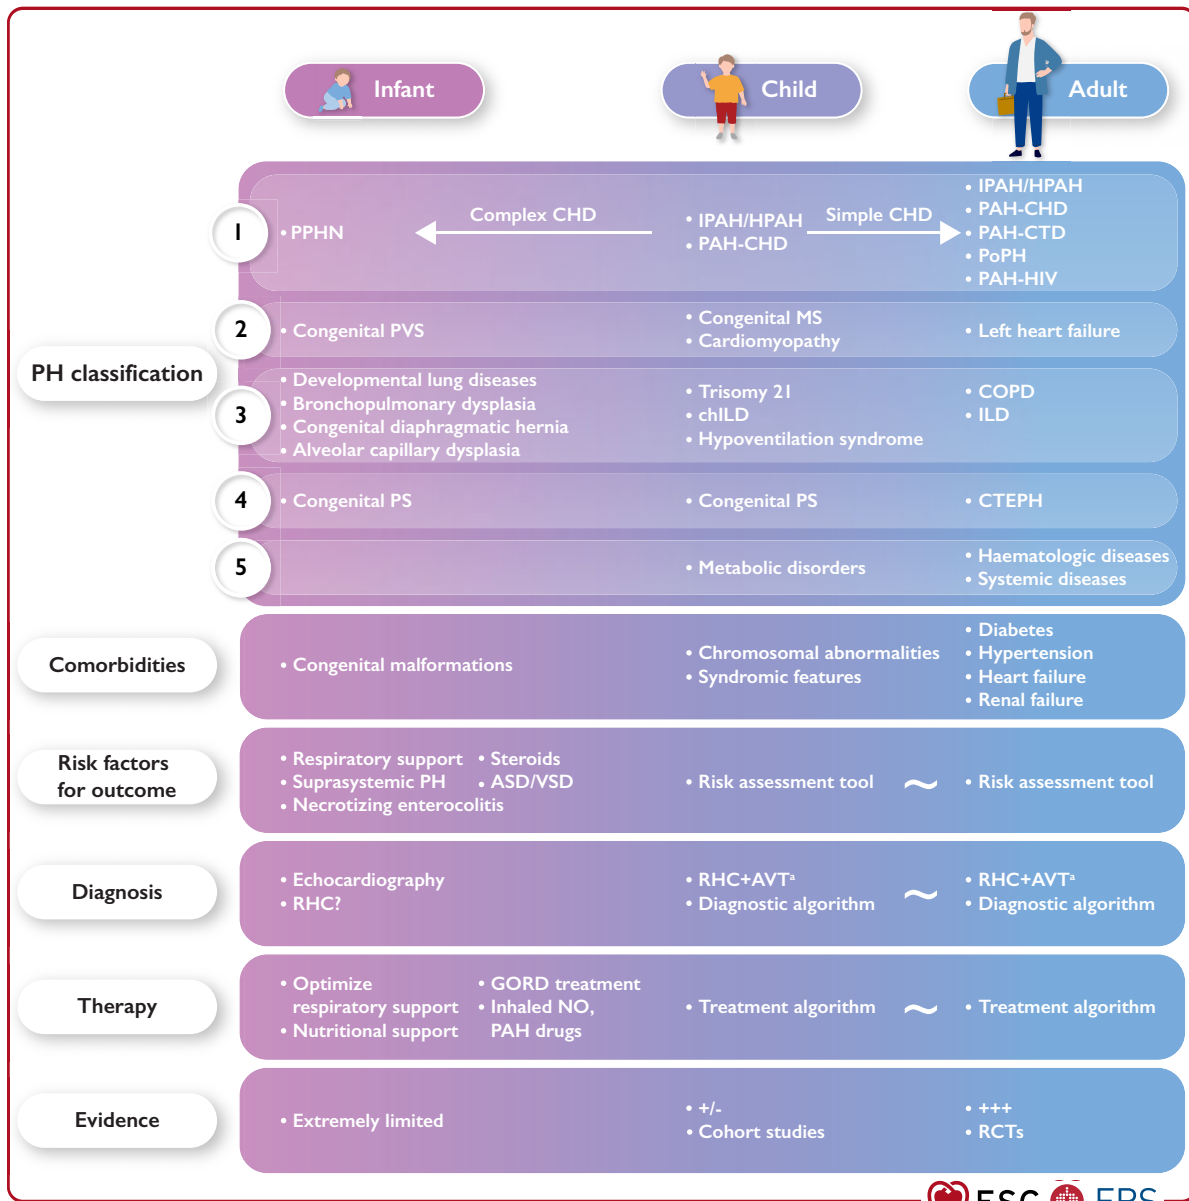 Infant
Child
Adult
PH classification
1
• PPHN
Complex CHD
• IPAH/HPAH
• PAH-CHD
Simple CHD
• IPAH/HPAH
• PAH-CHD
• PAH-CTD
• PoPH
• PAH-HIV
2
• Congenital PVS
• Congenital MS
• Cardiomyopathy
• Left heart failure
3
• Developmental lung diseases
• Bronchopulmonary dysplasia
• Congenital diaphragmatic hernia
• Alveolar capillary dysplasia
• Trisomy 21
• chILD
• Hypoventilation syndrome
• COPD
• ILD
4
• Congenital PS
• Congenital PS
• CTEPH
5
• Metabolic disorders
• Haematologic diseases
• Systemic diseases
Comorbidities
• Congenital malformations
• Chromosomal abnormalities
• Syndromic features
• Diabetes
• Hypertension
• Heart failure
• Renal failure
Risk factors
for outcome
• Respiratory support
• Suprasystemic PH
• Necrotizing enterocolitis
• Steroids
• ASD/VSD
• Risk assessment tool
~
• Risk assessment tool
Diagnosis
• Echocardiography
• RHC?
• RHC+AVTᵃ
• Diagnostic algorithm
~
• RHC+AVTᵃ
• Diagnostic algorithm
Therapy
• Optimize
respiratory support
• Nutritional support
• GORD treatment
• Inhaled NO,
PAH drugs
• Treatment algorithm
~
• Treatment algorithm
Evidence
• Extremely limited
• +/-
• Cohort studies
• +++
• RCTs
ESC ERS